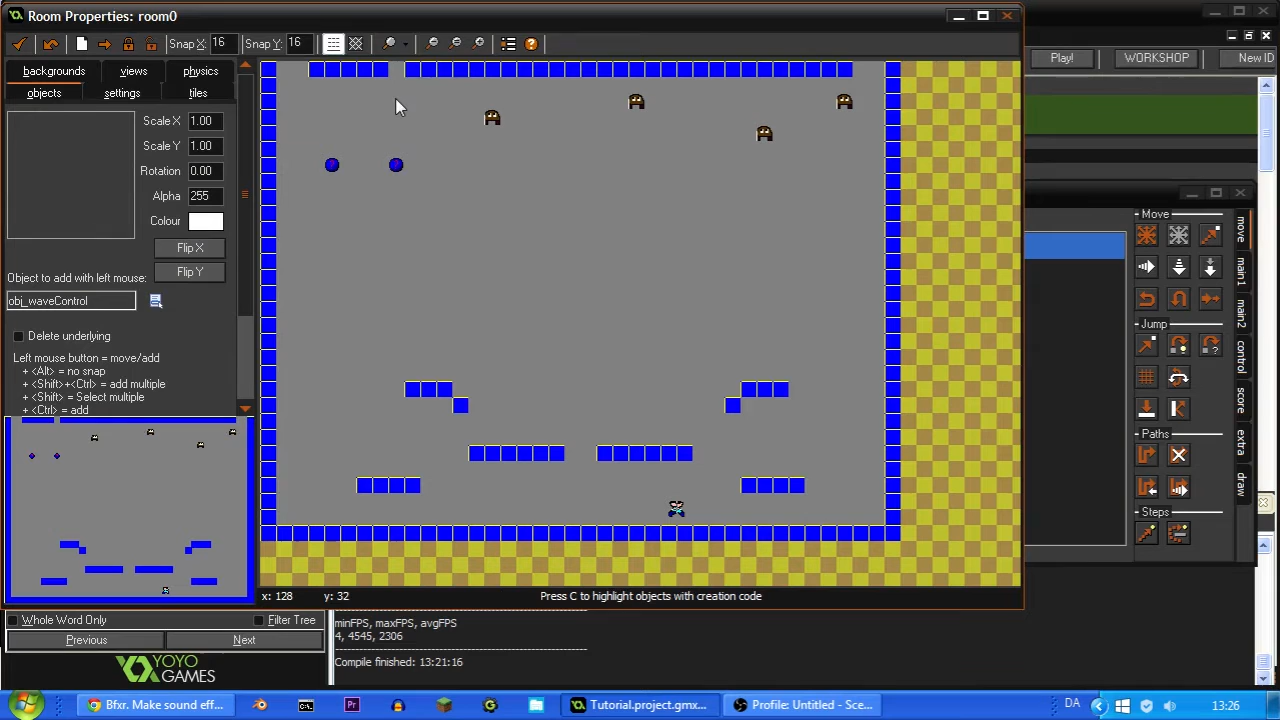 Room Properties: room0
Snap X: 16 Snap Y: 16
Play! WORKSHOP New ID
backgrounds views physics
objects settings tiles
Scale X 1.00
Scale Y 1.00
Rotation 0.00
Alpha 255
Colour
Flip X
Flip Y
Object to add with left mouse:
obj_waveControl
Delete underlying
Left mouse button = move/add
+ <Alt> = no snap
+ <Shift>+<Ctrl> = add multiple
+ <Shift> = Select multiple
+ <Ctrl> = add
x: 128 y: 32 Press C to highlight objects with creation code
Move
Jump
Paths
Steps
move
main1
main2
control
score
extra
draw
Whole Word Only Filter Tree
Previous Next
YOYO
GAMES
minFPS, maxFPS, avgFPS
4, 4545, 2306
Compile finished: 13:21:16
Bfxr. Make sound ef... Pr Tutorial.project.gmx... Profile: Untitled - Sce... DA 13:26